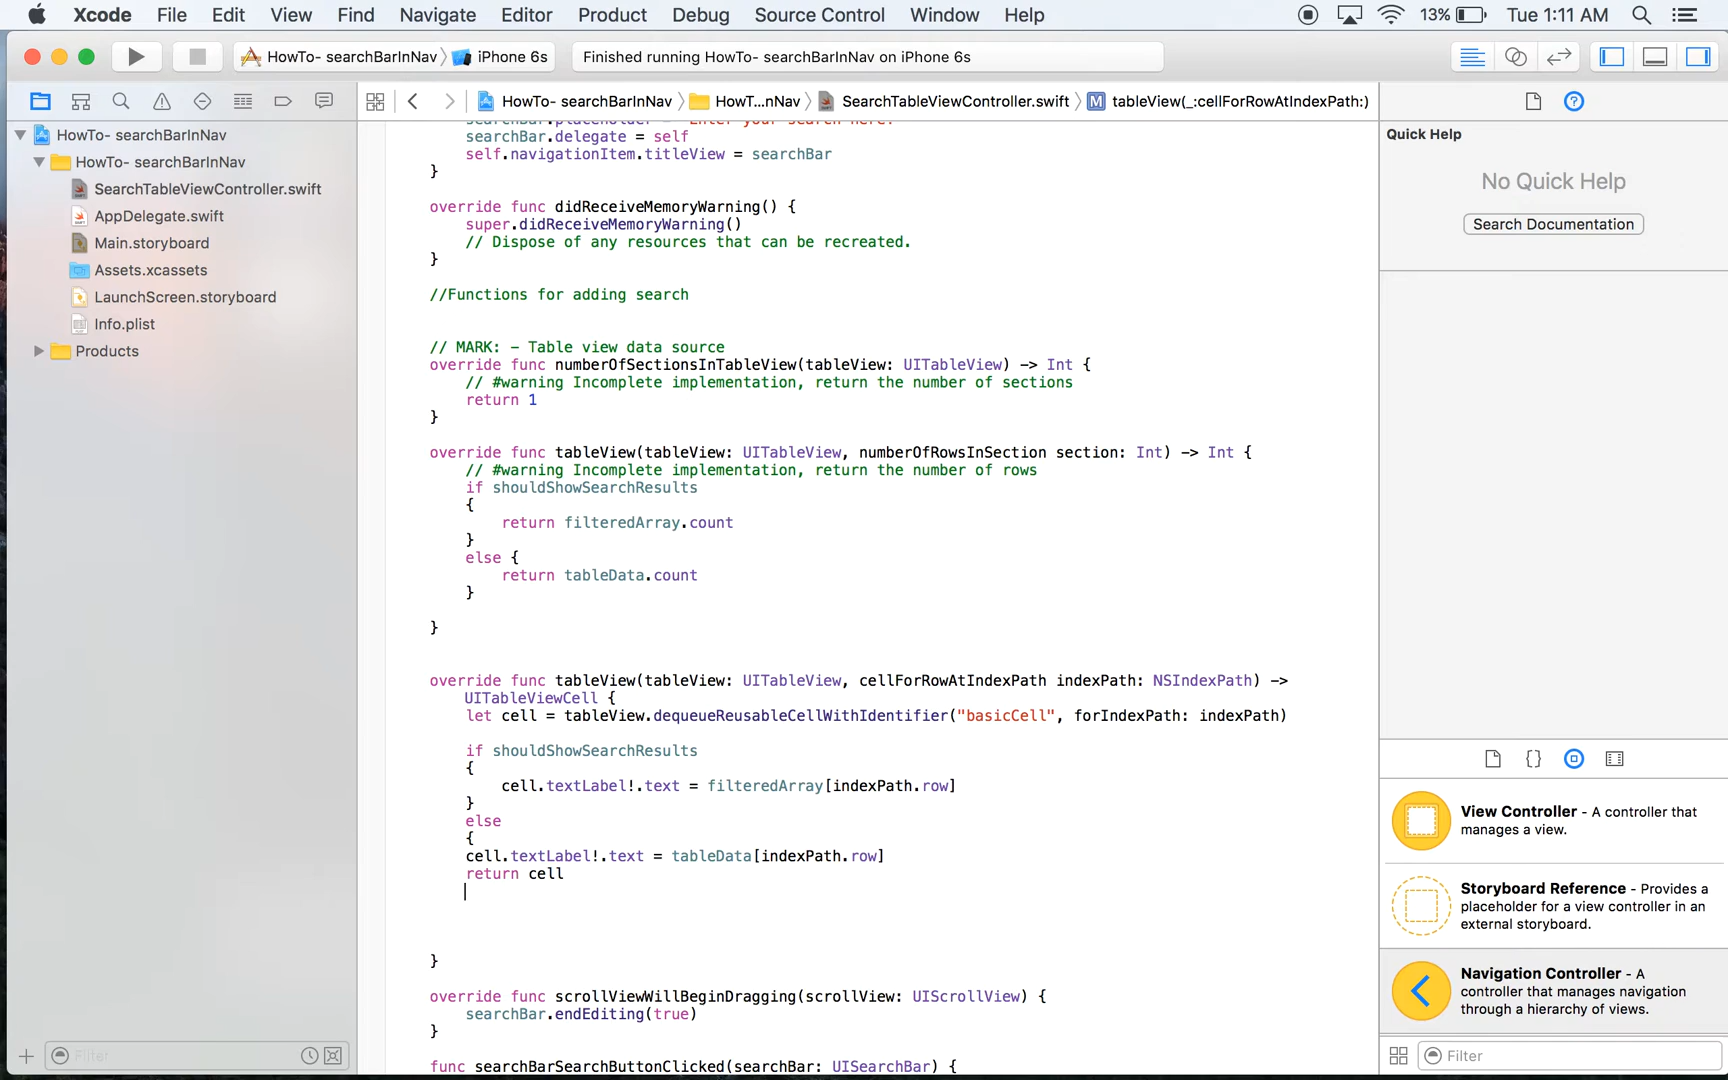 Xcode File Edit View Find Navigate Editor Product Debug Source Control Window Help 13% Tue 1:11 AM
HowTo- searchBarInNav iPhone 6s Finished running HowTo- searchBarInNav on iPhone 6s
HowTo- searchBarInNav HowT...nNav SearchTableViewController.swift M tableView(_:cellForRowAtIndexPath:)
HowTo- searchBarInNav
HowTo- searchBarInNav
SearchTableViewController.swift
AppDelegate.swift
Main.storyboard
Assets.xcassets
LaunchScreen.storyboard
Info.plist
Products
Filter
searchBar.placeholder = "Enter your search here!
searchBar.delegate = self
self.navigationItem.titleView = searchBar
}
override func didReceiveMemoryWarning() {
super.didReceiveMemoryWarning()
// Dispose of any resources that can be recreated.
}
//Functions for adding search
// MARK: - Table view data source
override func numberOfSectionsInTableView(tableView: UITableView) -> Int {
// #warning Incomplete implementation, return the number of sections
return 1
}
override func tableView(tableView: UITableView, numberOfRowsInSection section: Int) -> Int {
// #warning Incomplete implementation, return the number of rows
if shouldShowSearchResults
{
return filteredArray.count
}
else {
return tableData.count
}
}
override func tableView(tableView: UITableView, cellForRowAtIndexPath indexPath: NSIndexPath) ->
UITableViewCell {
let cell = tableView.dequeueReusableCellWithIdentifier("basicCell", forIndexPath: indexPath)
if shouldShowSearchResults
{
cell.textLabel!.text = filteredArray[indexPath.row]
}
else
{
cell.textLabel!.text = tableData[indexPath.row]
return cell
}
override func scrollViewWillBeginDragging(scrollView: UIScrollView) {
searchBar.endEditing(true)
}
func searchBarSearchButtonClicked(searchBar: UISearchBar) {
Quick Help
No Quick Help
Search Documentation
{}
View Controller - A controller that
manages a view.
Storyboard Reference - Provides a
placeholder for a view controller in an
external storyboard.
Navigation Controller - A
controller that manages navigation
through a hierarchy of views.
Filter